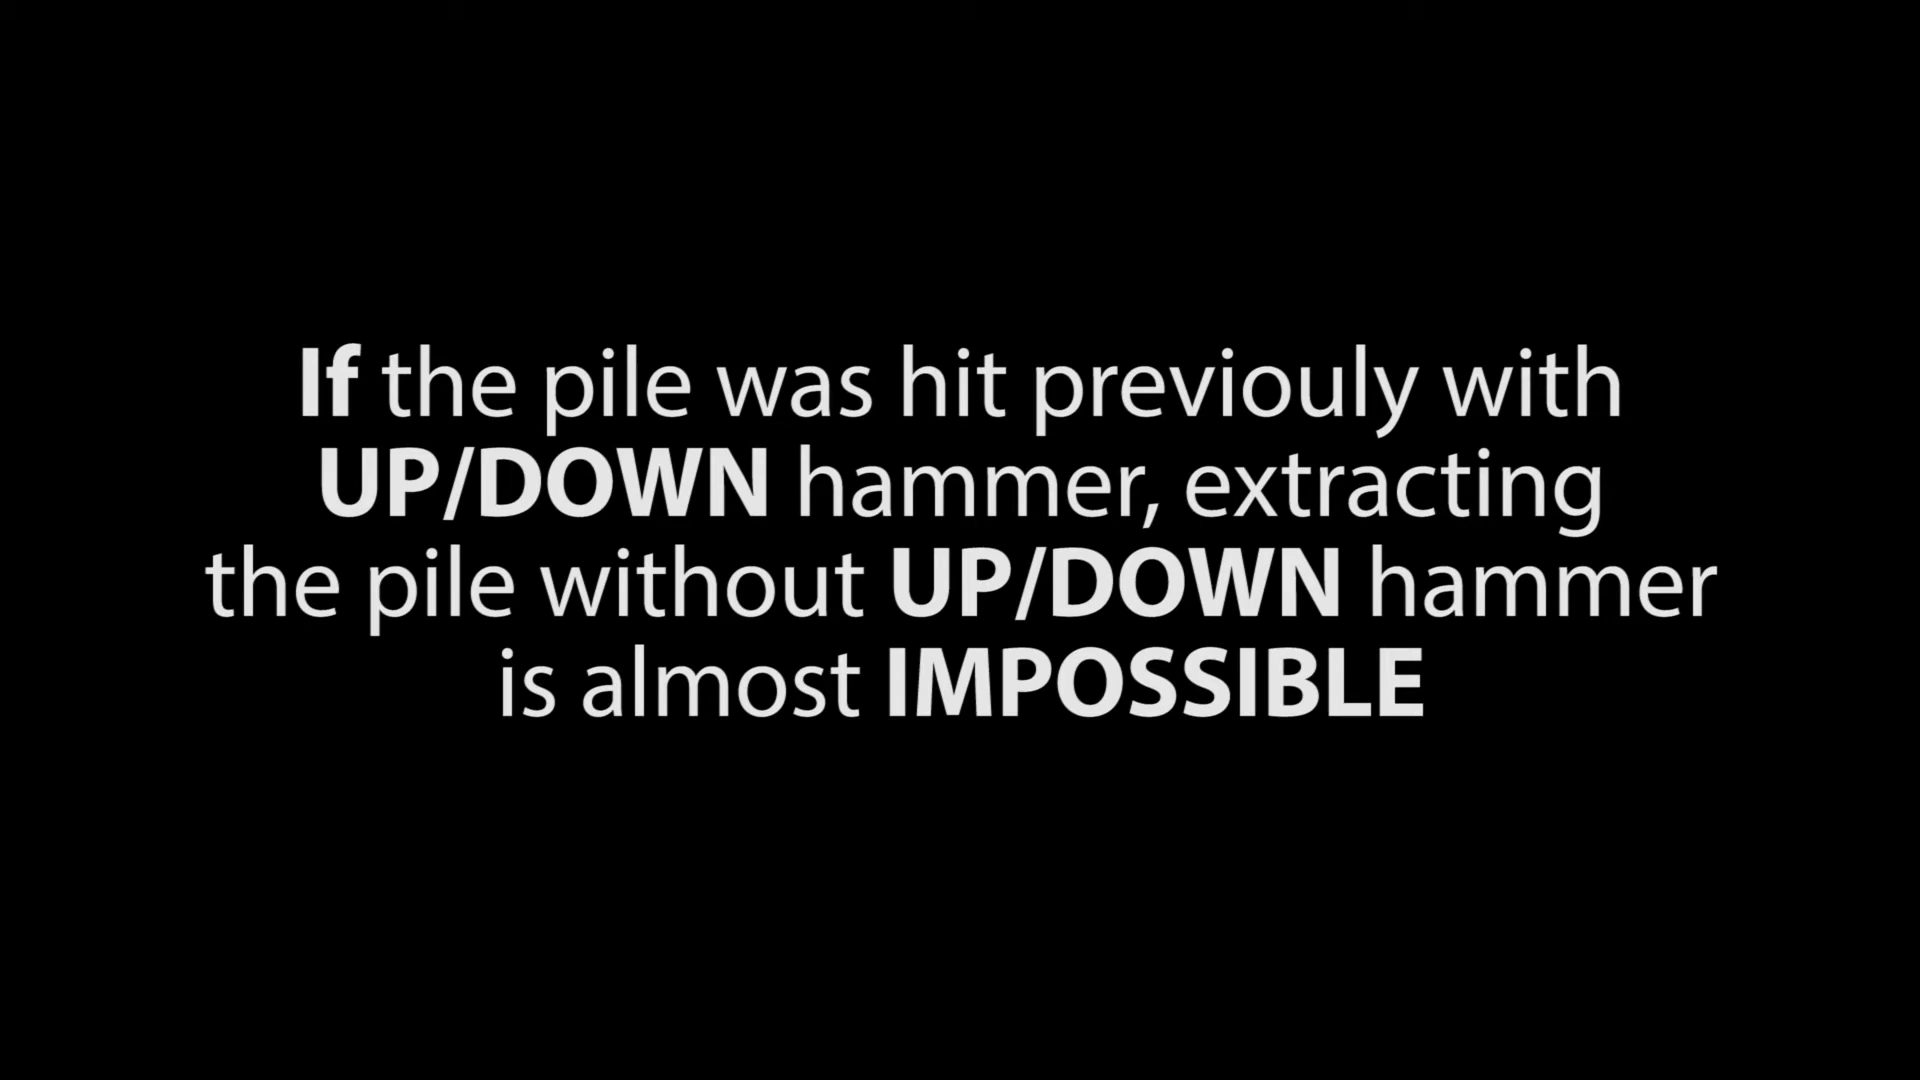 If the pile was hit previouly with
UP/DOWN hammer, extracting
the pile without UP/DOWN hammer
is almost IMPOSSIBLE